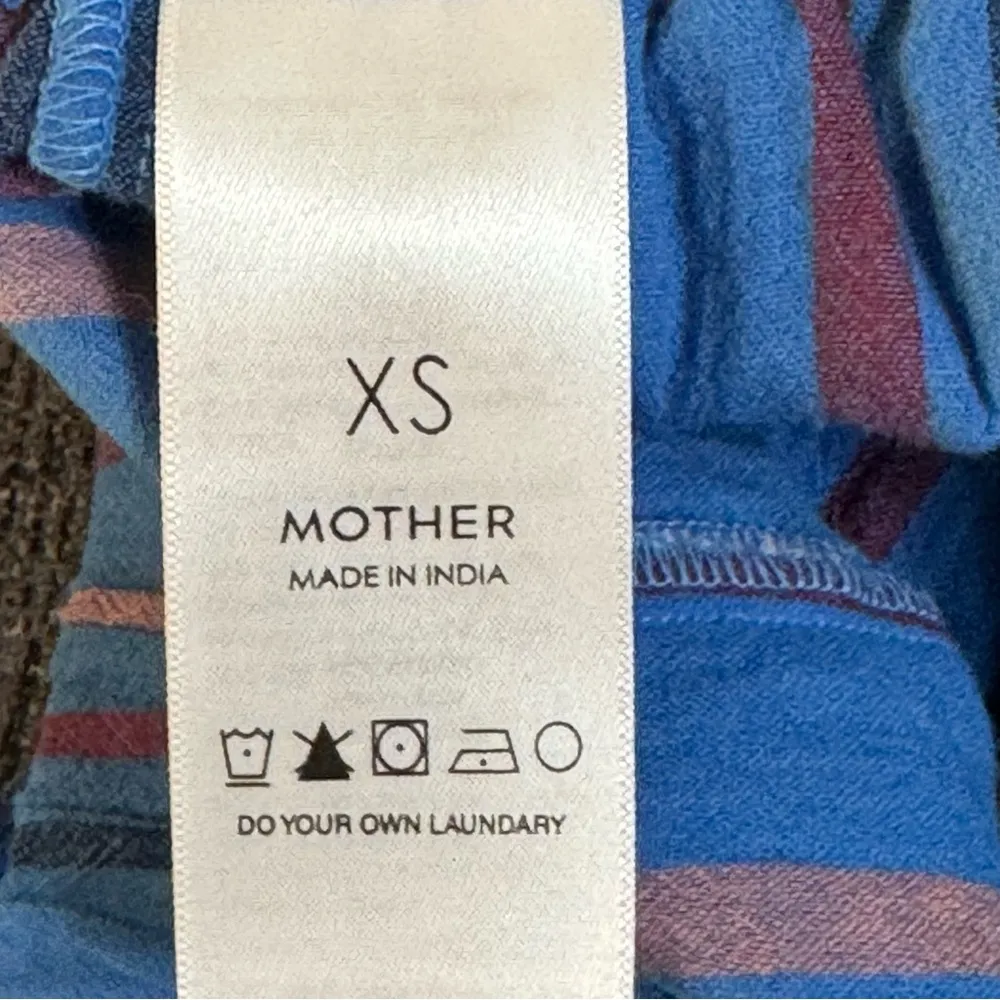 XS
MOTHER
MADE IN INDIA
DO YOUR OWN LAUNDARY